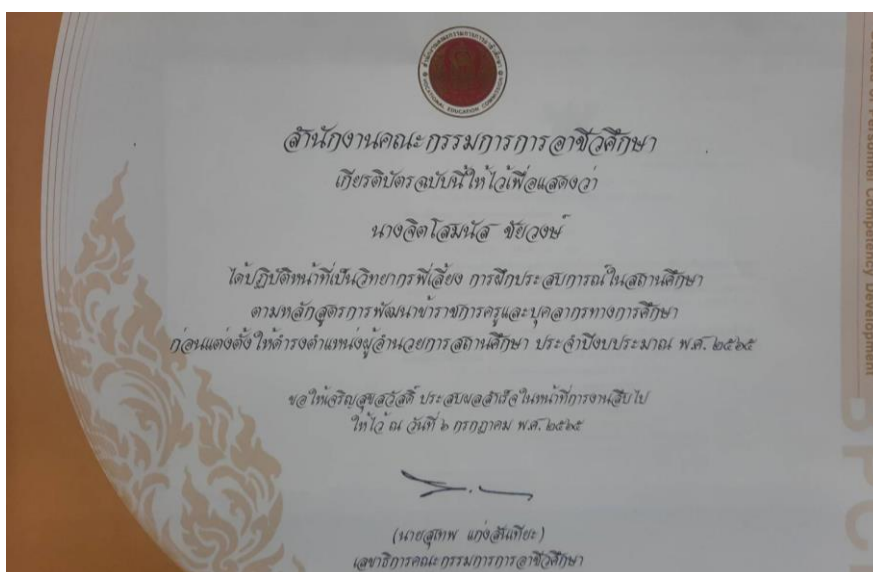 สำนักงานคณะกรรมการการอาชีวศึกษา
เกียรติบัตรฉบับนี้ให้ไว้เพื่อแสดงว่า
นางจิตโสมนัส ชัยวงษ์
ได้ปฏิบัติหน้าที่เป็นวิทยากรพี่เลี้ยง การฝึกประสบการณ์ในสถานศึกษา
ตามหลักสูตรการพัฒนาข้าราชการครูและบุคลากรทางการศึกษา
ก่อนแต่งตั้งให้ดำรงตำแหน่งผู้อำนวยการสถานศึกษา ประจำปีงบประมาณ พ.ศ. ๒๕๖๕
ขอให้เจริญสุขสวัสดิ์ ประสบผลสำเร็จในหน้าที่การงานสืบไป
ให้ไว้ ณ วันที่ ๖ กรกฎาคม พ.ศ. ๒๕๖๕
(นายสุเทพ แก่งสันเทียะ)
เลขาธิการคณะกรรมการการอาชีวศึกษา
of Personnel Competency Development